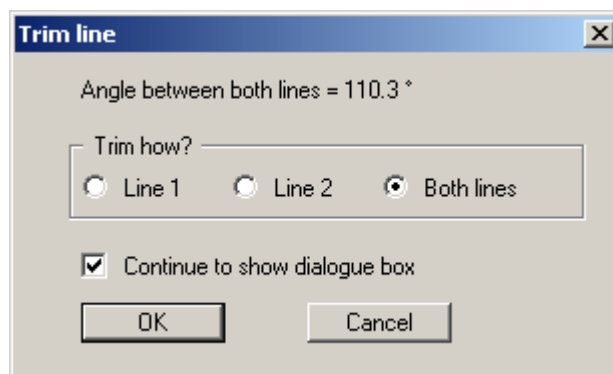 Trim line
Angle between both lines = 110.3 °
Trim how?
Line 1 Line 2 Both lines
Continue to show dialogue box
OK Cancel